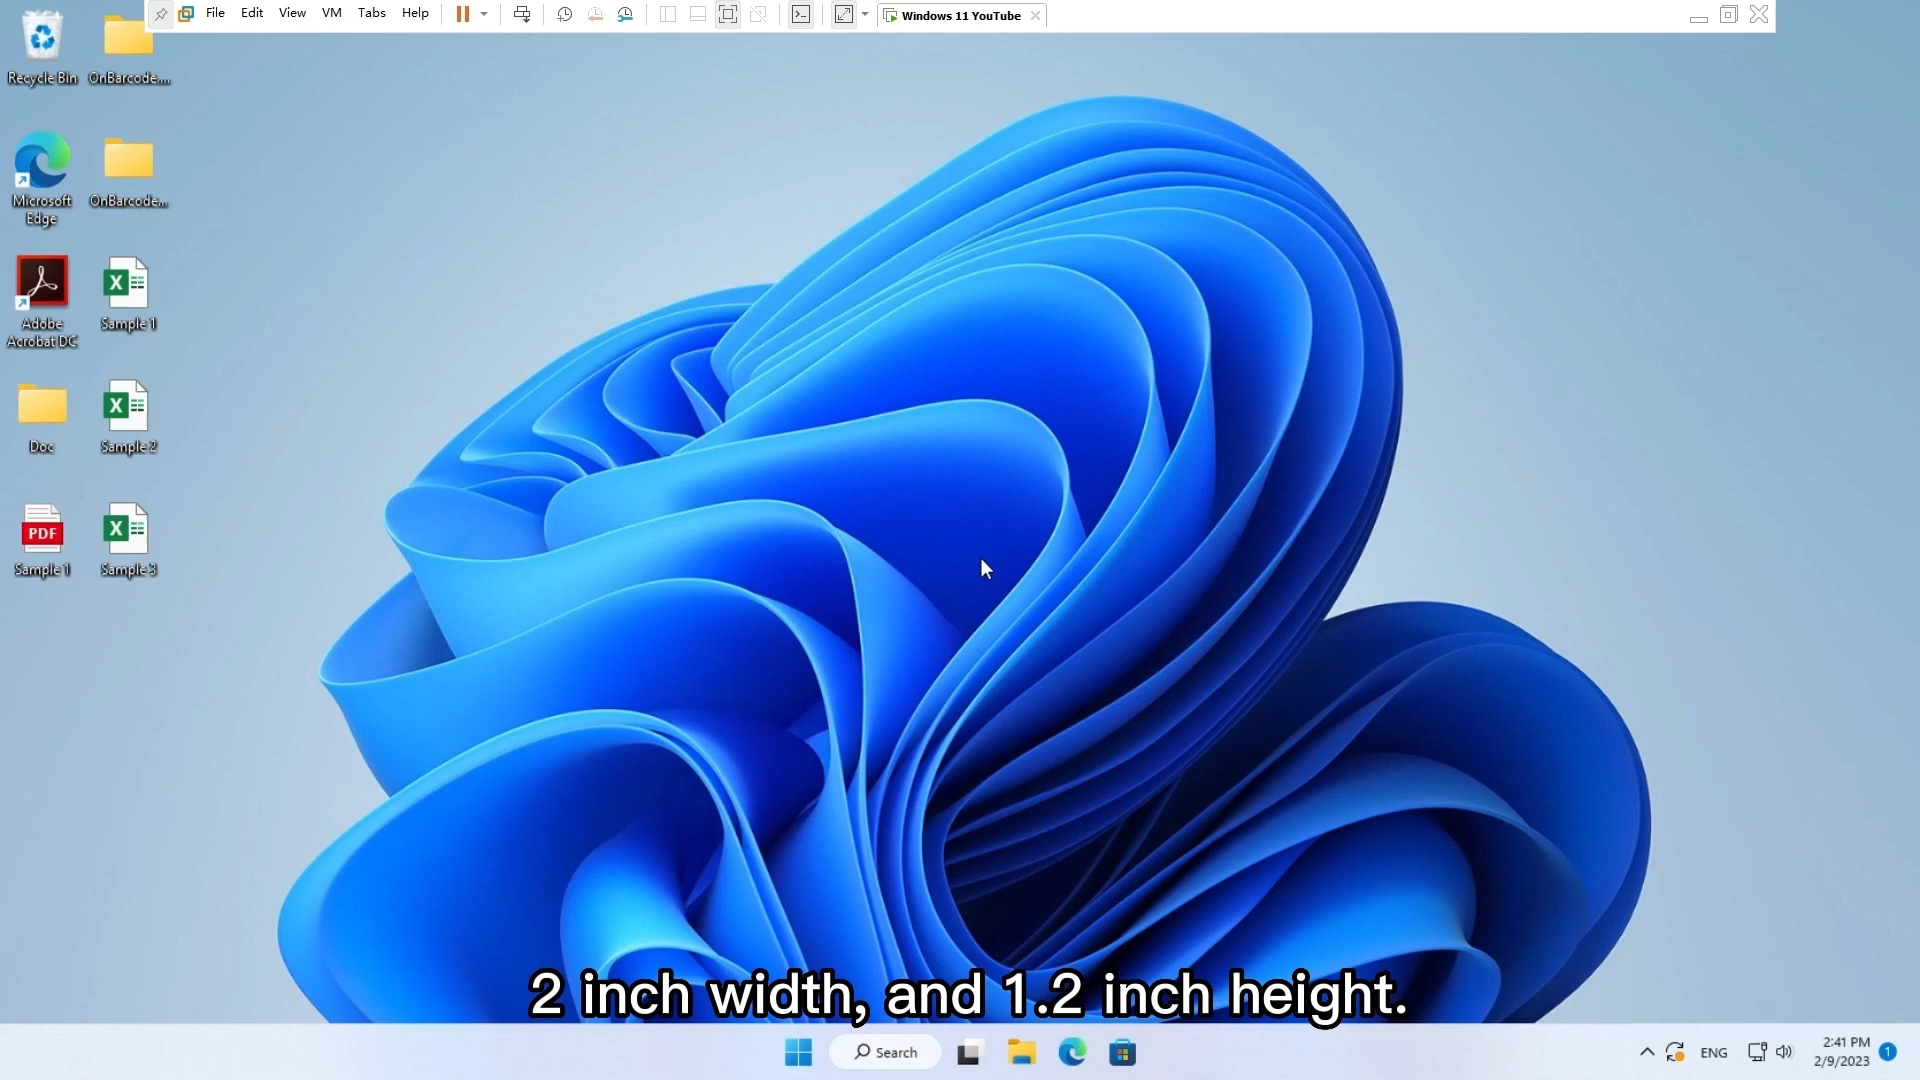 File Edit View VM Tabs Help
Windows 11 YouTube
Recycle Bin
OnBarcode....
Microsoft
Edge
OnBarcode...
Adobe
Acrobat DC
Sample 1
Doc
Sample 2
PDF
Sample 1
Sample 3
2 inch width, and 1.2 inch height.
Search
ENG
2:41 PM
2/9/2023
1